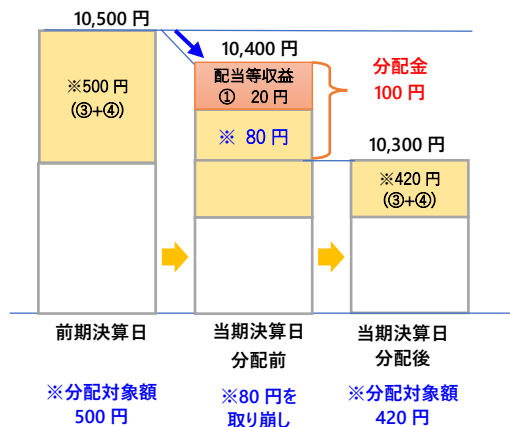 10,500 円
※500 円
(③+④)
10,400 円
配当等収益
① 20 円
※ 80 円
分配金
100 円
10,300 円
※420 円
(③+④)
前期決算日
当期決算日
分配前
当期決算日
分配後
※分配対象額
500 円
※80 円を
取り崩し
※分配対象額
420 円